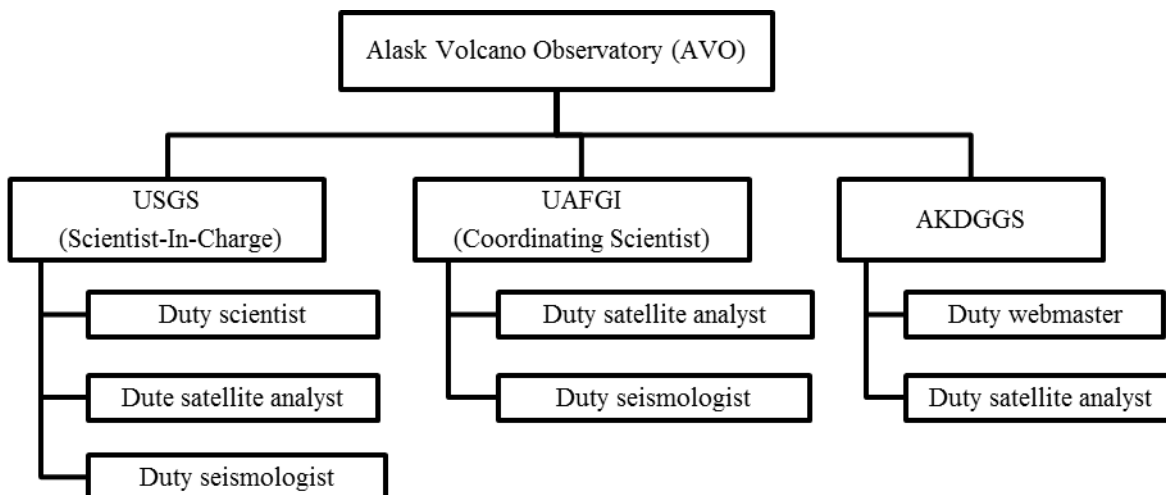 Alask Volcano Observatory (AVO)
USGS
(Scientist-In-Charge)
UAFGI
(Coordinating Scientist)
AKDGGS
Duty scientist
Dute satellite analyst
Duty seismologist
Duty satellite analyst
Duty seismologist
Duty webmaster
Duty satellite analyst